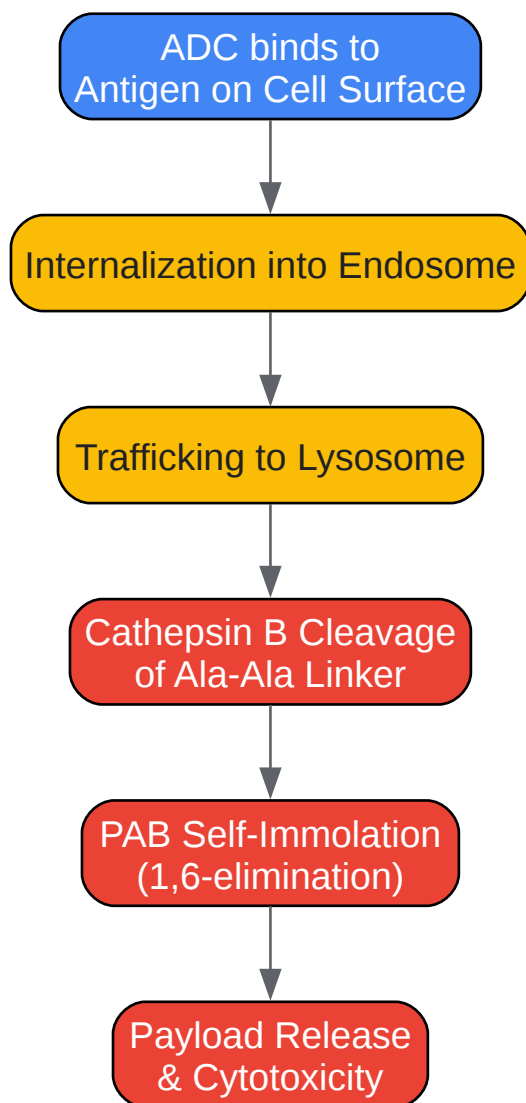 ADC binds to
Antigen on Cell Surface
Internalization into Endosome
Trafficking to Lysosome
Cathepsin B Cleavage
of Ala-Ala Linker
PAB Self-Immolation
(1,6-elimination)
Payload Release
& Cytotoxicity